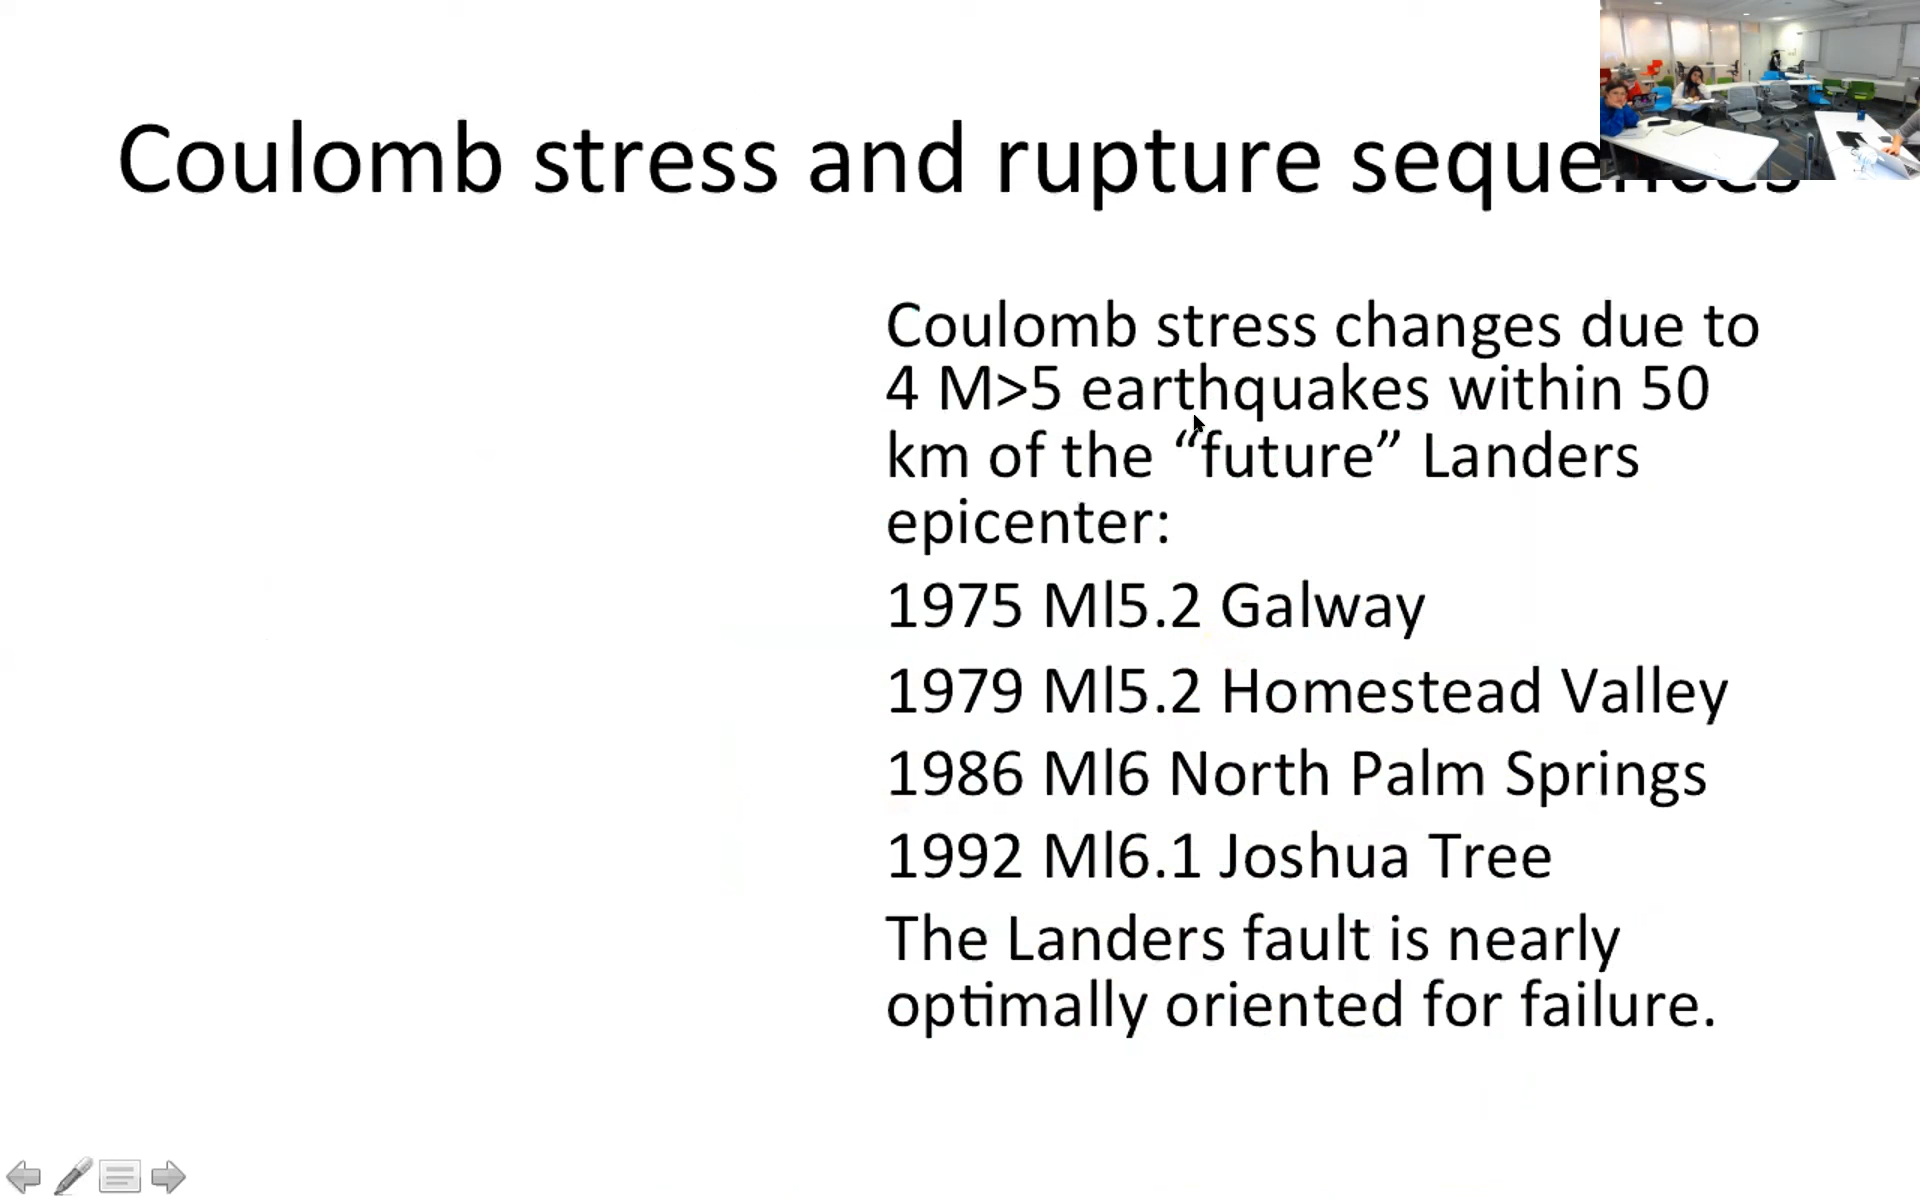 Coulomb stress and rupture sequences
Coulomb stress changes due to
4 M>5 earthquakes within 50
km of the “future” Landers
epicenter:
1975 Ml5.2 Galway
1979 Ml5.2 Homestead Valley
1986 Ml6 North Palm Springs
1992 Ml6.1 Joshua Tree
The Landers fault is nearly
optimally oriented for failure.